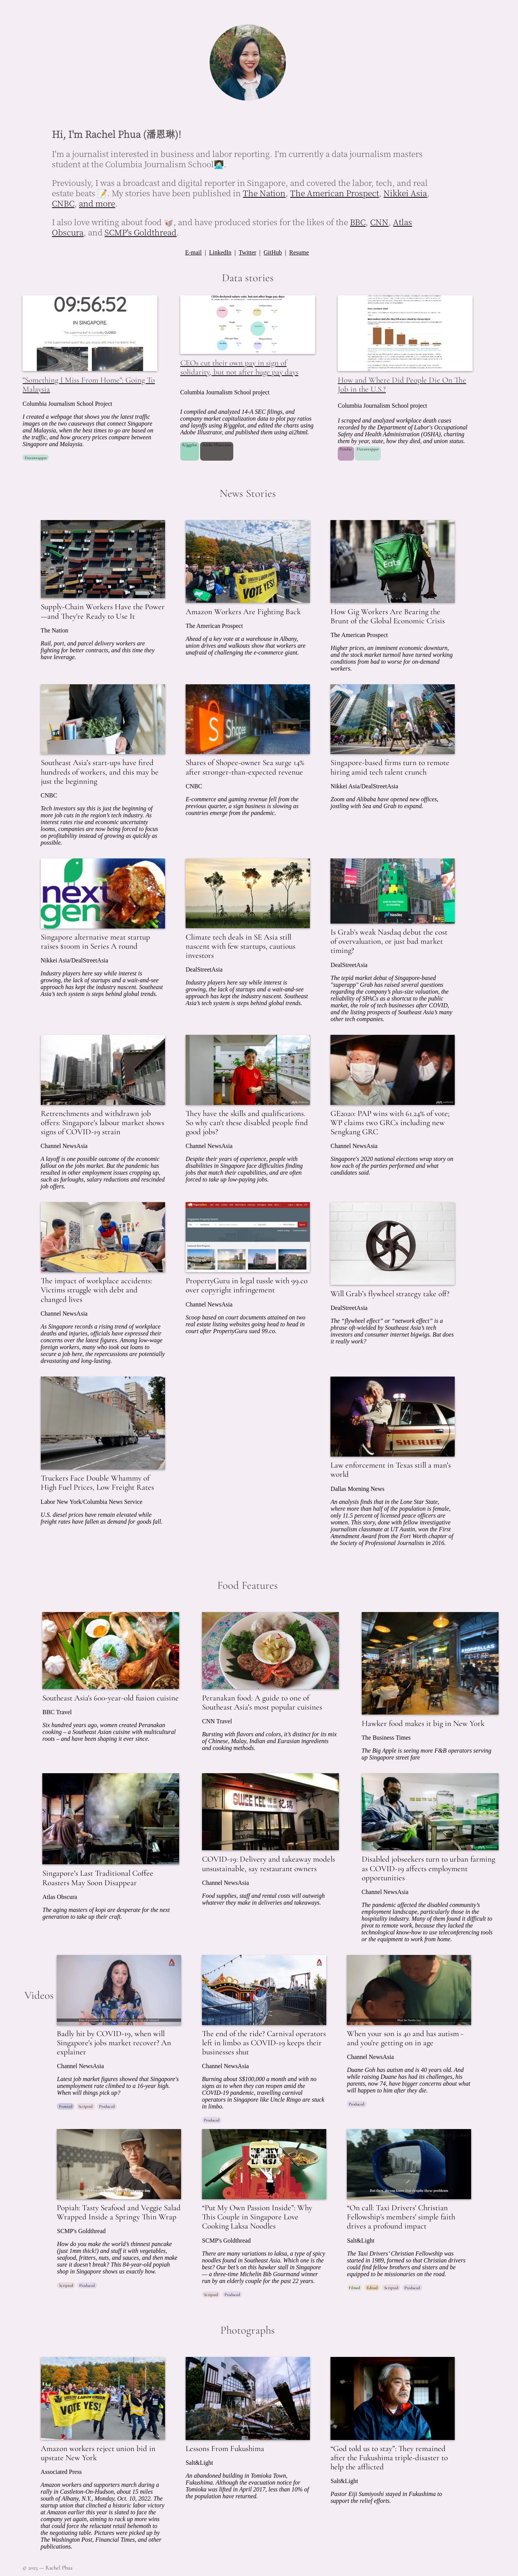 Hi, I'm Rachel Phua (潘恩琳)!
I'm a journalist interested in business and labor reporting. I'm currently a data journalism masters
student at the Columbia Journalism School👩🏻‍💻.
Previously, I was a broadcast and digital reporter in Singapore, and covered the labor, tech, and real
estate beats 📝. My stories have been published in The Nation, The American Prospect, Nikkei Asia,
CNBC, and more.
I also love writing about food 🥡, and have produced stories for the likes of the BBC, CNN, Atlas
Obscura, and SCMP's Goldthread.
E-mail | LinkedIn | Twitter | GitHub | Resume
Data stories
09:56:52
IN SINGAPORE,
"Something I Miss From Home": Going To
Malaysia
Columbia Journalism School Project
I created a webpage that shows you the latest traffic
images on the two causeways that connect Singapore
and Malaysia, when the best times to go are based on
the traffic, and how grocery prices compare between
Singapore and Malaysia.
Datawrapper
CEOs cut their own pay in sign of
solidarity, but not after huge pay days
Columbia Journalism School project
I compiled and analyzed 14-A SEC filings, and
company market capitalization data to plot pay ratios
and layoffs using R/ggplot, and edited the charts using
Adobe Illustrator, and published them using ai2html.
R/ggplot
Adobe Illustrator
How and Where Did People Die On The
Job in the U.S.?
Columbia Journalism School project
I scraped and analyzed workplace death cases
recorded by the Department of Labor's Occupational
Safety and Health Administration (OSHA), charting
them by year, state, how they died, and union status.
Pandas
Datawrapper
News Stories
Supply-Chain Workers Have the Power
—and They're Ready to Use It
The Nation
Rail, port, and parcel delivery workers are
fighting for better contracts, and this time they
have leverage.
VOTE YES!
Amazon Workers Are Fighting Back
The American Prospect
Ahead of a key vote at a warehouse in Albany,
union drives and walkouts show that workers are
unafraid of challenging the e-commerce giant.
Uber
Eats
How Gig Workers Are Bearing the
Brunt of the Global Economic Crisis
The American Prospect
Higher prices, an imminent economic downturn,
and the stock market turmoil have turned working
conditions from bad to worse for on-demand
workers.
Southeast Asia's start-ups have fired
hundreds of workers, and this may be
just the beginning
CNBC
Tech investors say this is just the beginning of
more job cuts in the region's tech industry. As
interest rates rise and economic uncertainty
looms, companies are now being forced to focus
on profitability instead of growing as quickly as
possible.
Shopee
Shares of Shopee-owner Sea surge 14%
after stronger-than-expected revenue
CNBC
E-commerce and gaming revenue fell from the
previous quarter, a sign business is slowing as
countries emerge from the pandemic.
Singapore-based firms turn to remote
hiring amid tech talent crunch
Nikkei Asia/DealStreetAsia
Zoom and Alibaba have opened new offices,
jostling with Sea and Grab to expand.
next
gen
Singapore alternative meat startup
raises $100m in Series A round
Nikkei Asia/DealStreetAsia
Industry players here say while interest is
growing, the lack of startups and a wait-and-see
approach has kept the industry nascent. Southeast
Asia's tech system is steps behind global trends.
Climate tech deals in SE Asia still
nascent with few startups, cautious
investors
DealStreetAsia
Industry players here say while interest is
growing, the lack of startups and a wait-and-see
approach has kept the industry nascent. Southeast
Asia's tech system is steps behind global trends.
Nasdaq
Is Grab's weak Nasdaq debut the cost
of overvaluation, or just bad market
timing?
DealStreetAsia
The tepid market debut of Singapore-based
"superapp" Grab has raised several questions
regarding the company's plus-size valuation, the
reliability of SPACs as a shortcut to the public
market, the role of tech businesses after COVID,
and the listing prospects of Southeast Asia's many
other tech companies.
Retrenchments and withdrawn job
offers: Singapore's labour market shows
signs of COVID-19 strain
Channel NewsAsia
A layoff is one possible outcome of the economic
fallout on the jobs market. But the pandemic has
resulted in other employment issues cropping up,
such as furloughs, salary reductions and rescinded
job offers.
They have the skills and qualifications.
So why can't these disabled people find
good jobs?
Channel NewsAsia
Despite their years of experience, people with
disabilities in Singapore face difficulties finding
jobs that match their capabilities, and are often
forced to take up low-paying jobs.
GE2020: PAP wins with 61.24% of vote;
WP claims two GRCs including new
Sengkang GRC
Channel NewsAsia
Singapore's 2020 national elections wrap story on
how each of the parties performed and what
candidates said.
The impact of workplace accidents:
Victims struggle with debt and
changed lives
Channel NewsAsia
As Singapore records a rising trend of workplace
deaths and injuries, officials have expressed their
concerns over the latest figures. Among low-wage
foreign workers, many who took out loans to
secure a job here, the repercussions are potentially
devastating and long-lasting.
PropertyGuru in legal tussle with 99.co
over copyright infringement
Channel NewsAsia
Scoop based on court documents attained on two
real estate listing websites going head to head in
court after PropertyGuru sued 99.co.
Will Grab's flywheel strategy take off?
DealStreetAsia
The "flywheel effect" or "network effect" is a
phrase oft-wielded by Southeast Asia's tech
investors and consumer internet bigwigs. But does
it really work?
Truckers Face Double Whammy of
High Fuel Prices, Low Freight Rates
Labor New York/Columbia News Service
U.S. diesel prices have remain elevated while
freight rates have fallen as demand for goods fall.
SHERIFF
Law enforcement in Texas still a man's
world
Dallas Morning News
An analysis finds that in the Lone Star State,
where more than half of the population is female,
only 11.5 percent of licensed peace officers are
women. This story, done with fellow investigative
journalism classmate at UT Austin, won the First
Amendment Award from the Fort Worth chapter of
the Society of Professional Journalists in 2016.
Food Features
Southeast Asia's 600-year-old fusion cuisine
BBC Travel
Six hundred years ago, women created Peranakan
cooking – a Southeast Asian cuisine with multicultural
roots – and have been shaping it ever since.
Peranakan food: A guide to one of
Southeast Asia's most popular cuisines
CNN Travel
Bursting with flavors and colors, it's distinct for its mix
of Chinese, Malay, Indian and Eurasian ingredients
and cooking methods.
Hawker food makes it big in New York
The Business Times
The Big Apple is seeing more F&B operators serving
up Singapore street fare
Singapore's Last Traditional Coffee
Roasters May Soon Disappear
Atlas Obscura
The aging masters of kopi are desperate for the next
generation to take up their craft.
SWEE KEE
COVID-19: Delivery and takeaway models
unsustainable, say restaurant owners
Channel NewsAsia
Food supplies, staff and rental costs will outweigh
whatever they make in deliveries and takeaways.
Disabled jobseekers turn to urban farming
as COVID-19 affects employment
opportunities
Channel NewsAsia
The pandemic affected the disabled community's
employment landscape, particularly those in the
hospitality industry. Many of them found it difficult to
pivot to remote work, because they lacked the
technological know-how to use teleconferencing tools
or the equipment to work from home.
Videos
Badly hit by COVID-19, when will
Singapore's jobs market recover? An
explainer
Channel NewsAsia
Latest job market figures showed that Singapore's
unemployment rate climbed to a 16-year high.
When will things pick up?
Fronted
Scripted
Produced
The end of the ride? Carnival operators
left in limbo as COVID-19 keeps their
businesses shut
Channel NewsAsia
Burning about S$100,000 a month and with no
signs as to when they can reopen amid the
COVID-19 pandemic, travelling carnival
operators in Singapore like Uncle Ringo are stuck
in limbo.
Produced
When your son is 40 and has autism -
and you're getting on in age
Channel NewsAsia
Duane Goh has autism and is 40 years old. And
while raising Duane has had its challenges, his
parents, now 74, have bigger concerns about what
will happen to him after they die.
Produced
Popiah: Tasty Seafood and Veggie Salad
Wrapped Inside a Springy Thin Wrap
SCMP's Goldthread
How do you make the world's thinnest pancake
(just 1mm thick!) and stuff it with vegetables,
seafood, fritters, nuts, and sauces, and then make
sure it doesn't break? This 84-year-old popiah
shop in Singapore shows us exactly how.
Scripted
Produced
"Put My Own Passion Inside": Why
This Couple in Singapore Love
Cooking Laksa Noodles
SCMP's Goldthread
There are many variations to laksa, a type of spicy
noodles found in Southeast Asia. Which one is the
best? Our bet's on this hawker stall in Singapore
— a three-time Michelin Bib Gourmand winner
run by an elderly couple for the past 22 years.
Scripted
Produced
"On call: Taxi Drivers' Christian
Fellowship's members' simple faith
drives a profound impact
Salt&Light
The Taxi Drivers' Christian Fellowship was
started in 1989, formed so that Christian drivers
could find fellow brothers and sisters and be
equipped to be missionaries on the road.
Filmed
Edited
Scripted
Produced
Photographs
VOTE YES!
Amazon workers reject union bid in
upstate New York
Associated Press
Amazon workers and supporters march during a
rally in Castleton-On-Hudson, about 15 miles
south of Albany, N.Y., Monday, Oct. 10, 2022. The
startup union that clinched a historic labor victory
at Amazon earlier this year is slated to face the
company yet again, aiming to rack up more wins
that could force the reluctant retail behemoth to
the negotiating table. Pictures were picked up by
The Washington Post, Financial Times, and other
publications.
Lessons From Fukushima
Salt&Light
An abandoned building in Tomioka Town,
Fukushima. Although the evacuation notice for
Tomioka was lifted in April 2017, less than 10% of
the population have returned.
"God told us to stay": They remained
after the Fukushima triple-disaster to
help the afflicted
Salt&Light
Pastor Eiji Sumiyoshi stayed in Fukushima to
support the relief efforts.
© 2023 — Rachel Phua